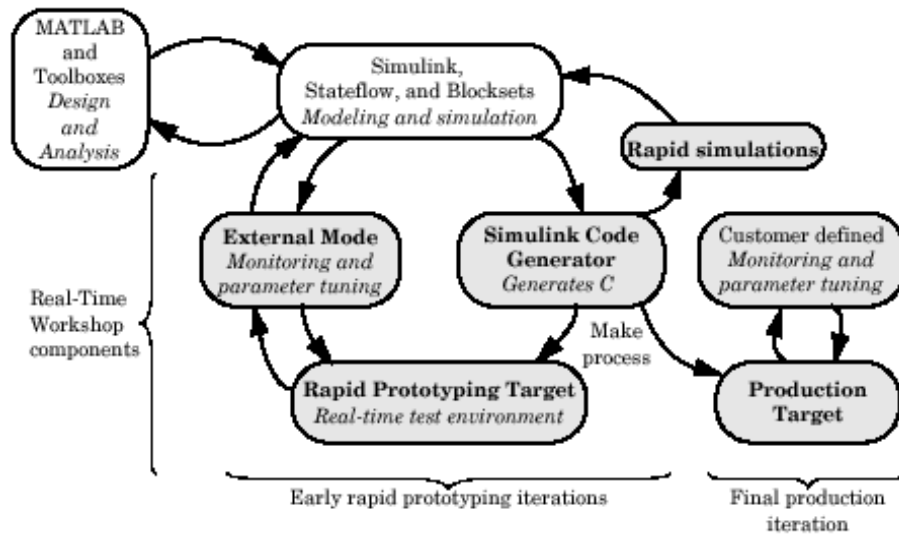 MATLAB
and
Toolboxes
Design
and
Analysis
Simulink,
Stateflow, and Blocksets
Modeling and simulation
Rapid simulations
External Mode
Monitoring and
parameter tuning
Simulink Code
Generator
Generates C
Customer defined
Monitoring and
parameter tuning
Real-Time
Workshop
components
Make
process
Rapid Prototyping Target
Real-time test environment
Production
Target
Early rapid prototyping iterations
Final production
iteration